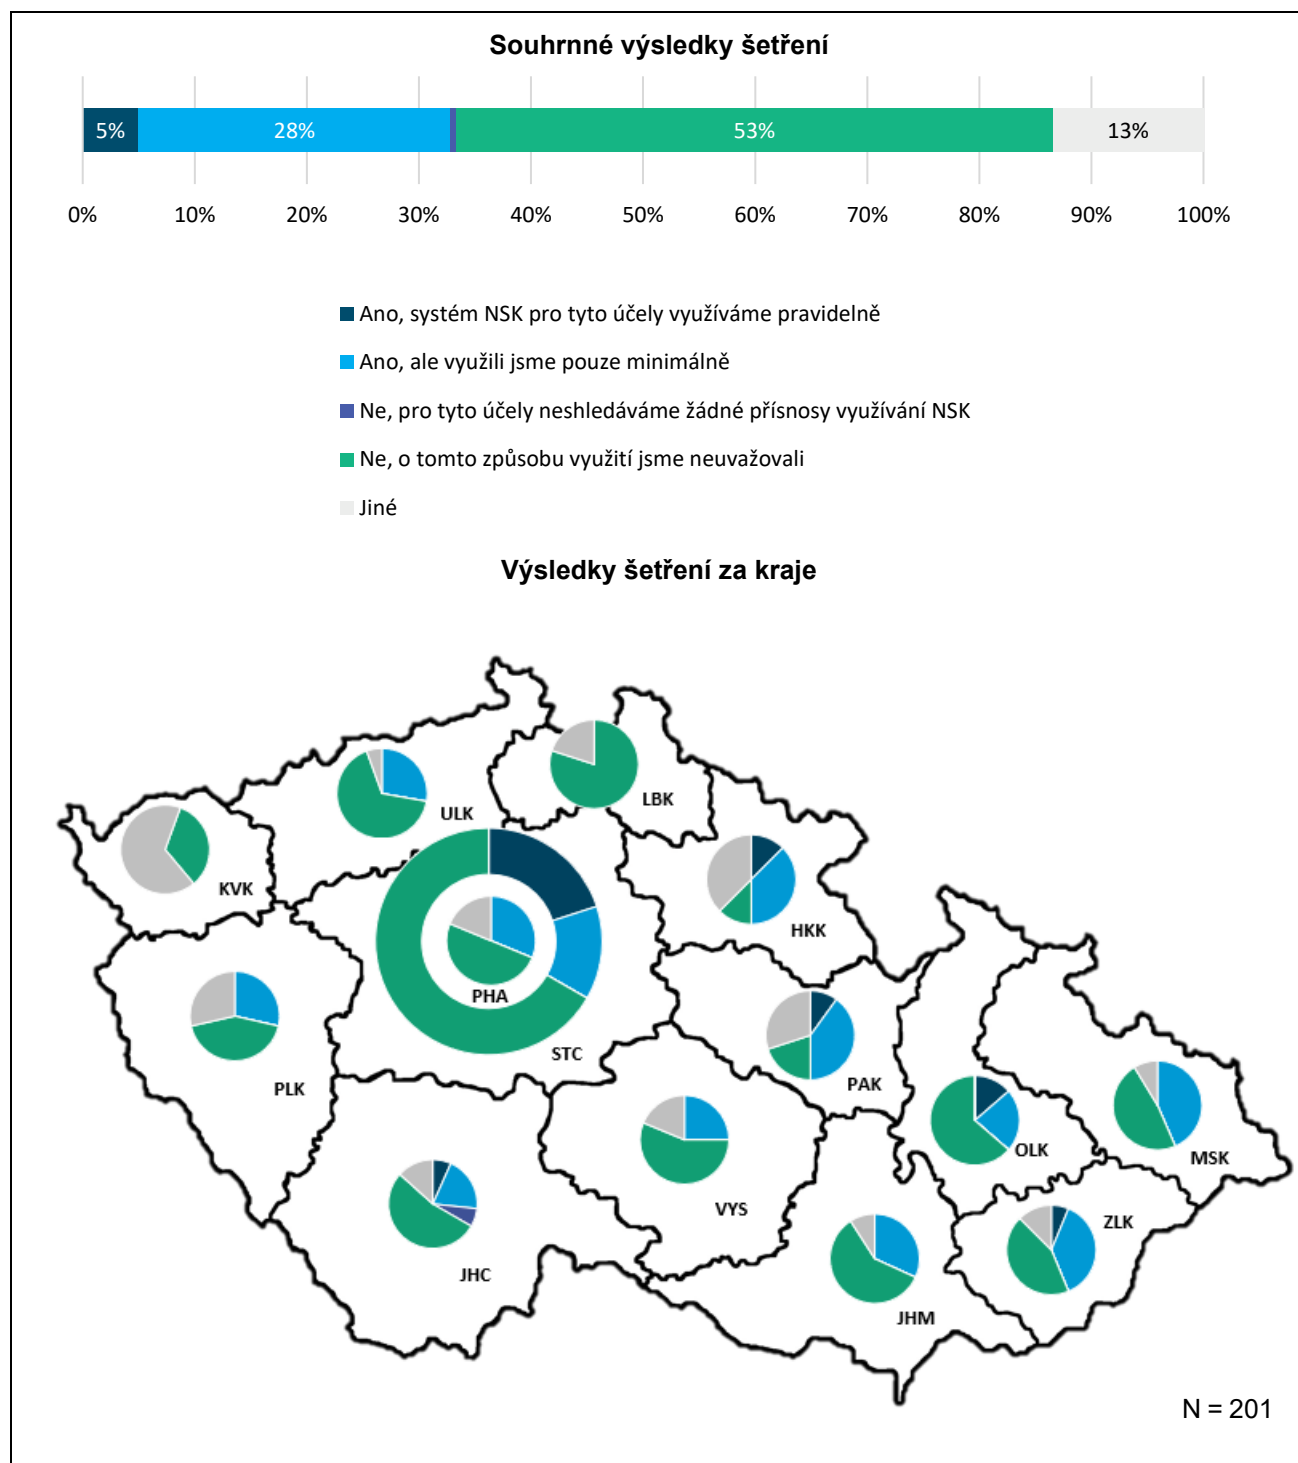 Souhrnné výsledky šetření
5% 28% 53% 13%
0% 10% 20% 30% 40% 50% 60% 70% 80% 90% 100%
Ano, systém NSK pro tyto účely využíváme pravidelně
Ano, ale využili jsme pouze minimálně
Ne, pro tyto účely neshledáváme žádné přísnosy využívání NSK
Ne, o tomto způsobu využití jsme neuvažovali
Jiné
Výsledky šetření za kraje
LBK
ULK
KVK
HKK
PHA
STC
PLK
PAK
OLK
MSK
VYS
ZLK
JHC
JHM
N = 201